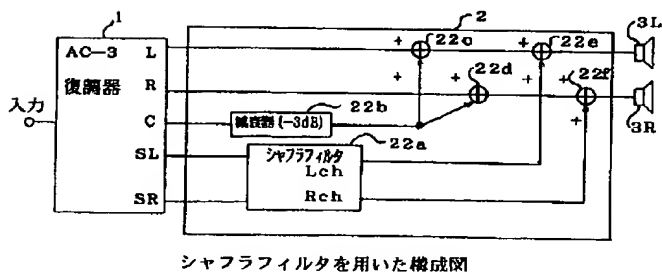 1
2
AC-3
復調器
入力
L
R
C
SL
SR
+
22c
+
22e
3L
+
+
22d
+
22f
3R
+
22b
減衰器(-3dB)
シャフラフィルタ
22a
Lch
Rch
シャフラフィルタを用いた構成図